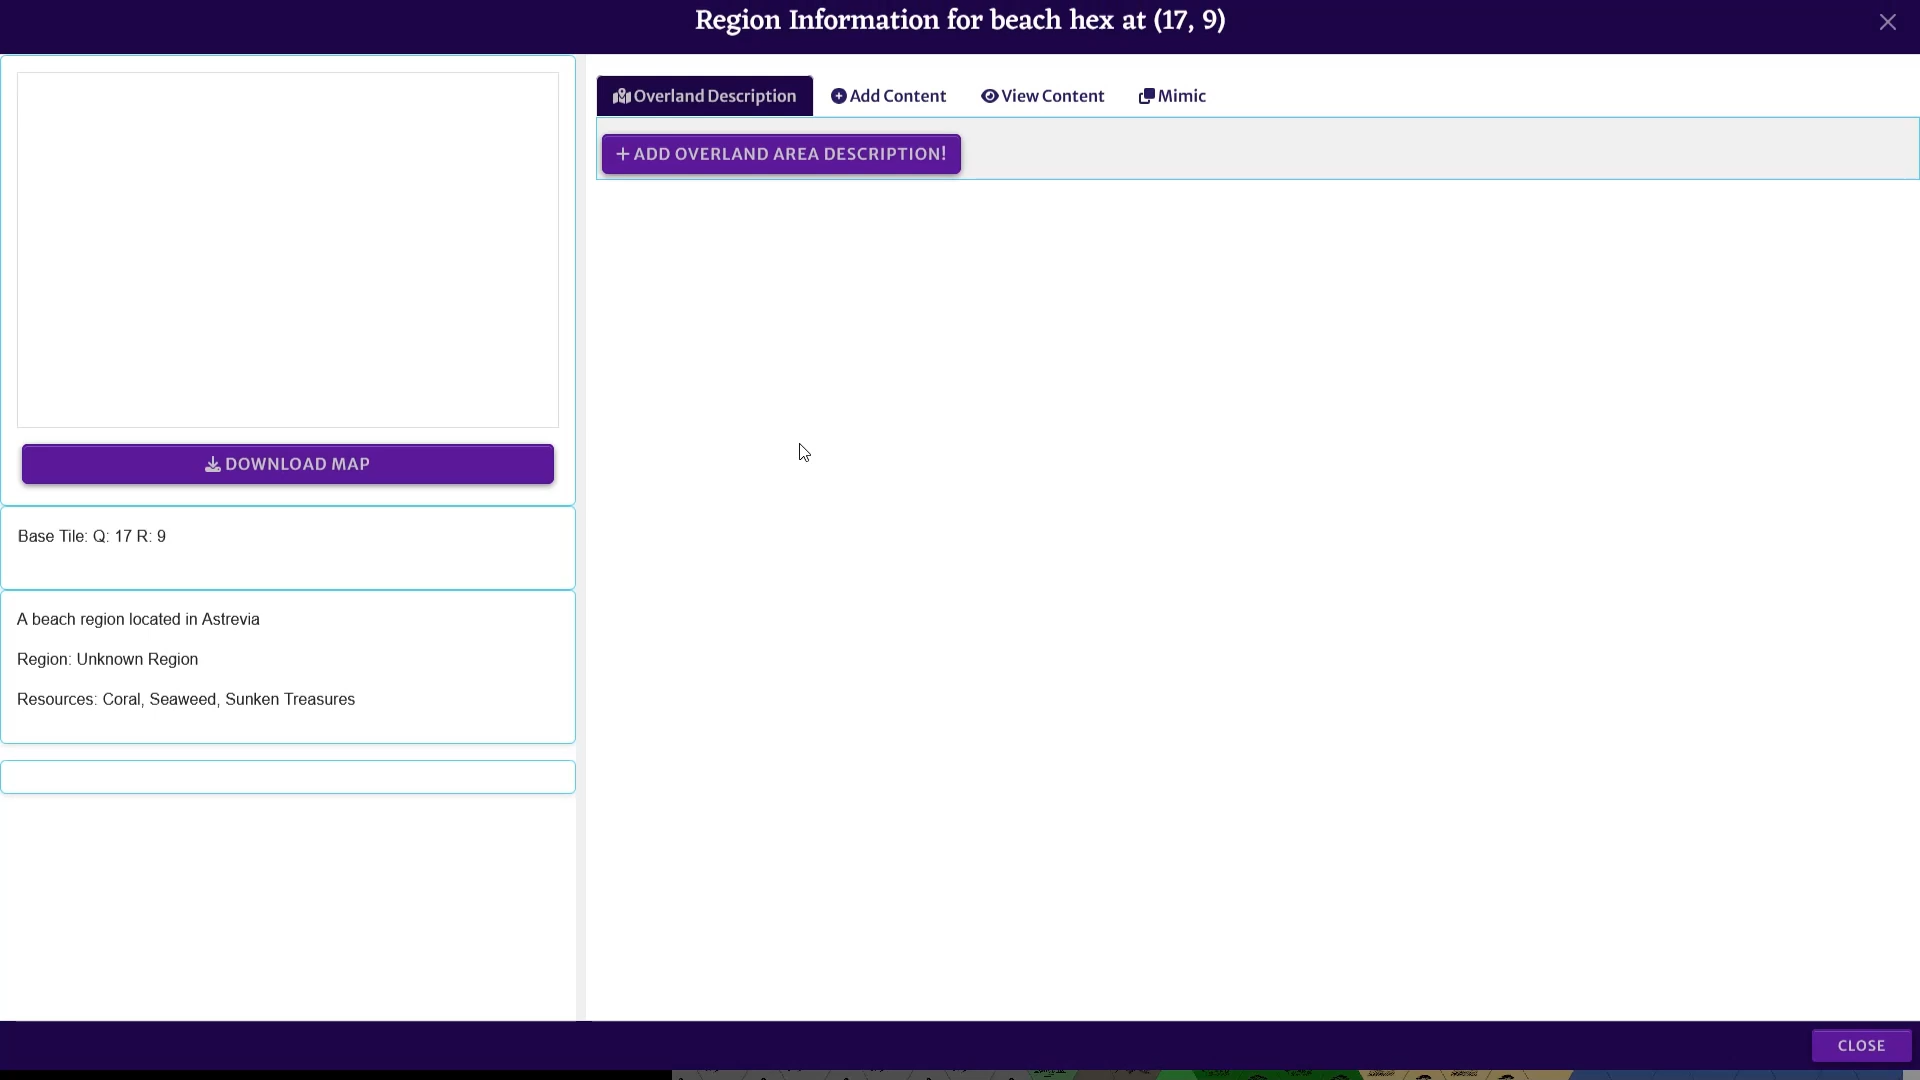 Region Information for beach hex at (17, 9)
Overland Description
Add Content
View Content
Mimic
+ ADD OVERLAND AREA DESCRIPTION!
DOWNLOAD MAP
Base Tile: Q: 17 R: 9
A beach region located in Astrevia
Region: Unknown Region
Resources: Coral, Seaweed, Sunken Treasures
CLOSE